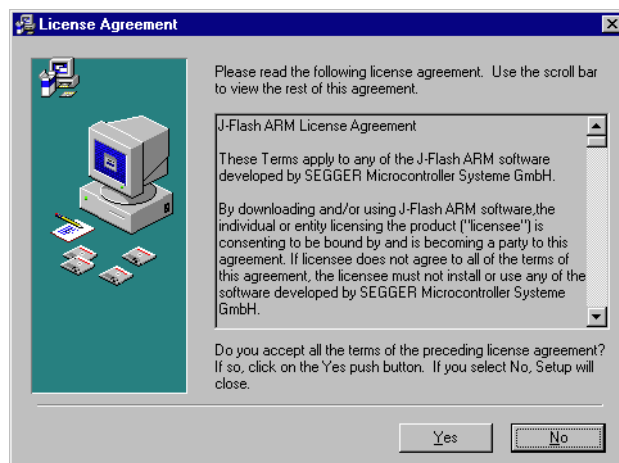 License Agreement
Please read the following license agreement. Use the scroll bar
to view the rest of this agreement.
J-Flash ARM License Agreement
These Terms apply to any of the J-Flash ARM software
developed by SEGGER Microcontroller Systeme GmbH.
By downloading and/or using J-Flash ARM software,the
individual or entity licensing the product ("licensee") is
consenting to be bound by and is becoming a party to this
agreement. If licensee does not agree to all of the terms of
this agreement, the licensee must not install or use any of the
software developed by SEGGER Microcontroller Systeme
GmbH.
Do you accept all the terms of the preceding license agreement?
If so, click on the Yes push button. If you select No, Setup will
close.
Yes No